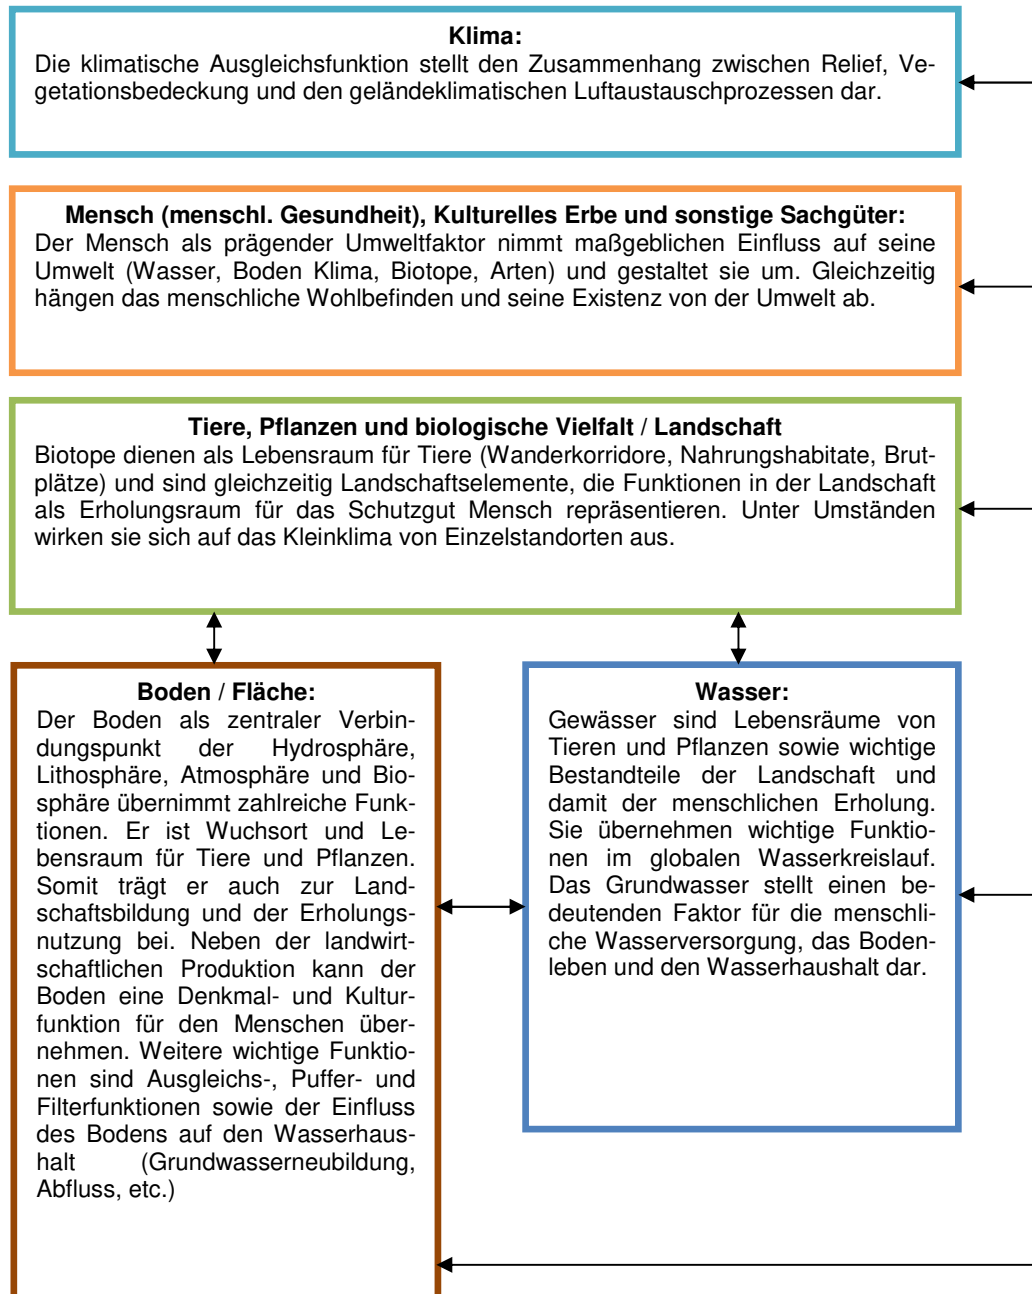 Klima:
Die klimatische Ausgleichsfunktion stellt den Zusammenhang zwischen Relief, Ve-
getationsbedeckung und den geländeklimatischen Luftaustauschprozessen dar.
Mensch (menschl. Gesundheit), Kulturelles Erbe und sonstige Sachgüter:
Der Mensch als prägender Umweltfaktor nimmt maßgeblichen Einfluss auf seine
Umwelt (Wasser, Boden Klima, Biotope, Arten) und gestaltet sie um. Gleichzeitig
hängen das menschliche Wohlbefinden und seine Existenz von der Umwelt ab.
Tiere, Pflanzen und biologische Vielfalt / Landschaft
Biotope dienen als Lebensraum für Tiere (Wanderkorridore, Nahrungshabitate, Brut-
plätze) und sind gleichzeitig Landschaftselemente, die Funktionen in der Landschaft
als Erholungsraum für das Schutzgut Mensch repräsentieren. Unter Umständen
wirken sie sich auf das Kleinklima von Einzelstandorten aus.
Boden / Fläche:
Der Boden als zentraler Verbin-
dungspunkt der Hydrosphäre,
Lithosphäre, Atmosphäre und Bio-
sphäre übernimmt zahlreiche Funk-
tionen. Er ist Wuchsort und Le-
bensraum für Tiere und Pflanzen.
Somit trägt er auch zur Land-
schaftsbildung und der Erholungs-
nutzung bei. Neben der landwirt-
schaftlichen Produktion kann der
Boden eine Denkmal- und Kultur-
funktion für den Menschen über-
nehmen. Weitere wichtige Funktio-
nen sind Ausgleichs-, Puffer- und
Filterfunktionen sowie der Einfluss
des Bodens auf den Wasserhaus-
halt (Grundwasserneubildung,
Abfluss, etc.)
Wasser:
Gewässer sind Lebensräume von
Tieren und Pflanzen sowie wichtige
Bestandteile der Landschaft und
damit der menschlichen Erholung.
Sie übernehmen wichtige Funktio-
nen im globalen Wasserkreislauf.
Das Grundwasser stellt einen be-
deutenden Faktor für die menschli-
che Wasserversorgung, das Boden-
leben und den Wasserhaushalt dar.